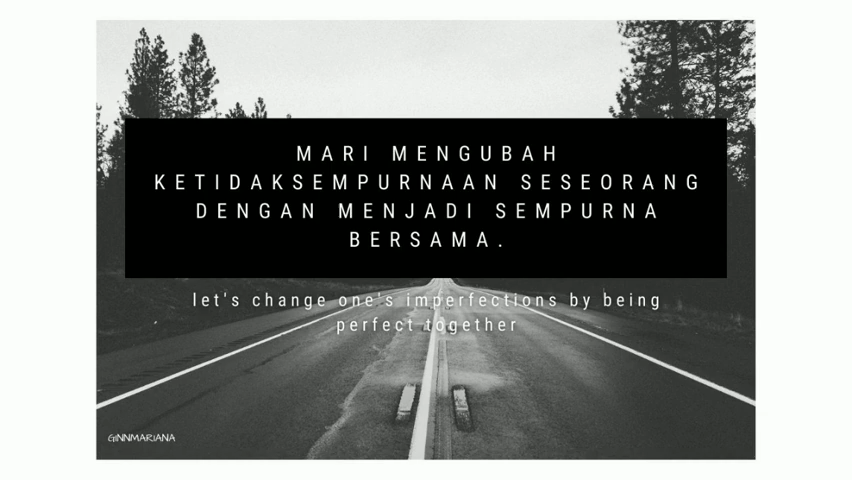 MARI MENGUBAH
KETIDAKSEMPURNAAN SESEORANG
DENGAN MENJADI SEMPURNA
BERSAMA.
let's change one's imperfections by being
perfect together
GINNMARIANA